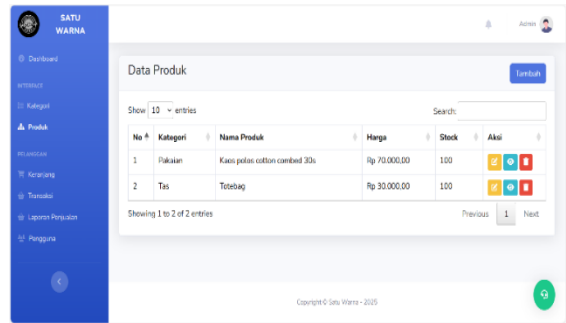 SATU
WARNA
Admin
Dashboard
INTERFACE
Kategori
Produk
PELANGGAN
Keranjang
Transaksi
Laporan Penjualan
Pengguna
Data Produk
Tambah
Show 10 entries
Search:
No Kategori Nama Produk Harga Stock Aksi
1 Pakaian Kaos polos cotton combed 30s Rp 70.000,00 100
2 Tas Totebag Rp 30.000,00 100
Showing 1 to 2 of 2 entries
Previous 1 Next
Copyright © Satu Warna - 2025